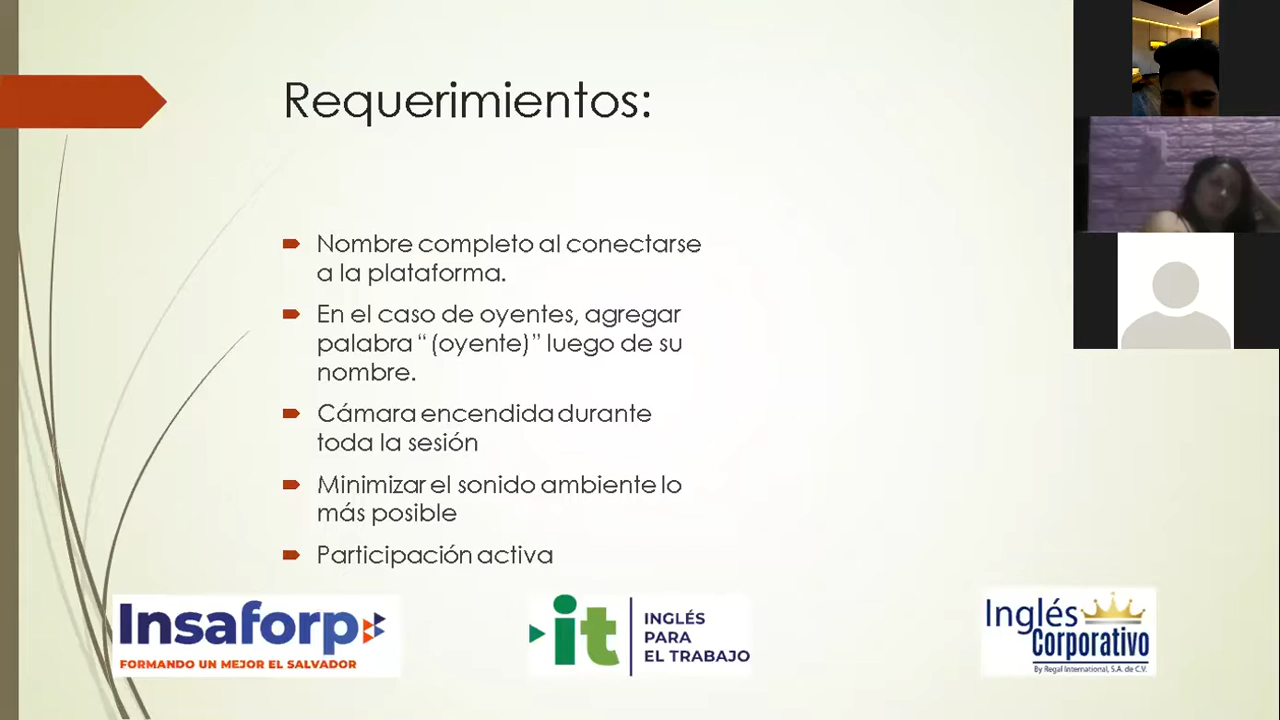 Requerimientos:
Nombre completo al conectarse
a la plataforma.
En el caso de oyentes, agregar
palabra “(oyente)” luego de su
nombre.
Cámara encendida durante
toda la sesión
Minimizar el sonido ambiente lo
más posible
Participación activa
Insaforp
FORMANDO UN MEJOR EL SALVADOR
it
INGLÉS
PARA
EL TRABAJO
Inglés
Corporativo
By Regal International, S.A. de C.V.